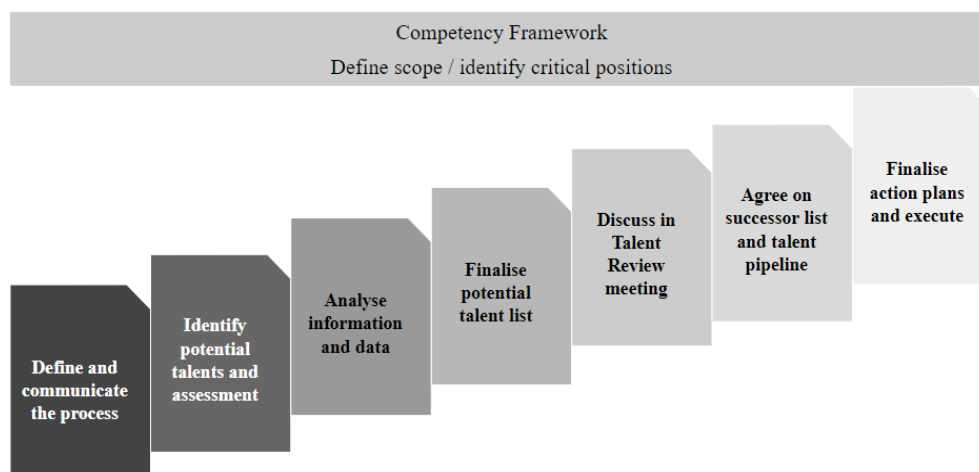 Competency Framework
Define scope / identify critical positions
Define and
communicate
the process
Identify
potential
talents and
assessment
Analyse
information
and data
Finalise
potential
talent list
Discuss in
Talent
Review
meeting
Agree on
successor list
and talent
pipeline
Finalise
action plans
and execute